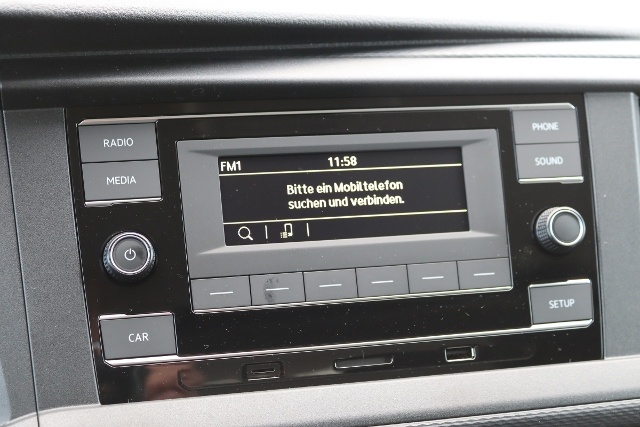 RADIO
MEDIA
CAR
FM1 11:58
Bitte ein Mobiltelefon
suchen und verbinden.
PHONE
SOUND
SETUP